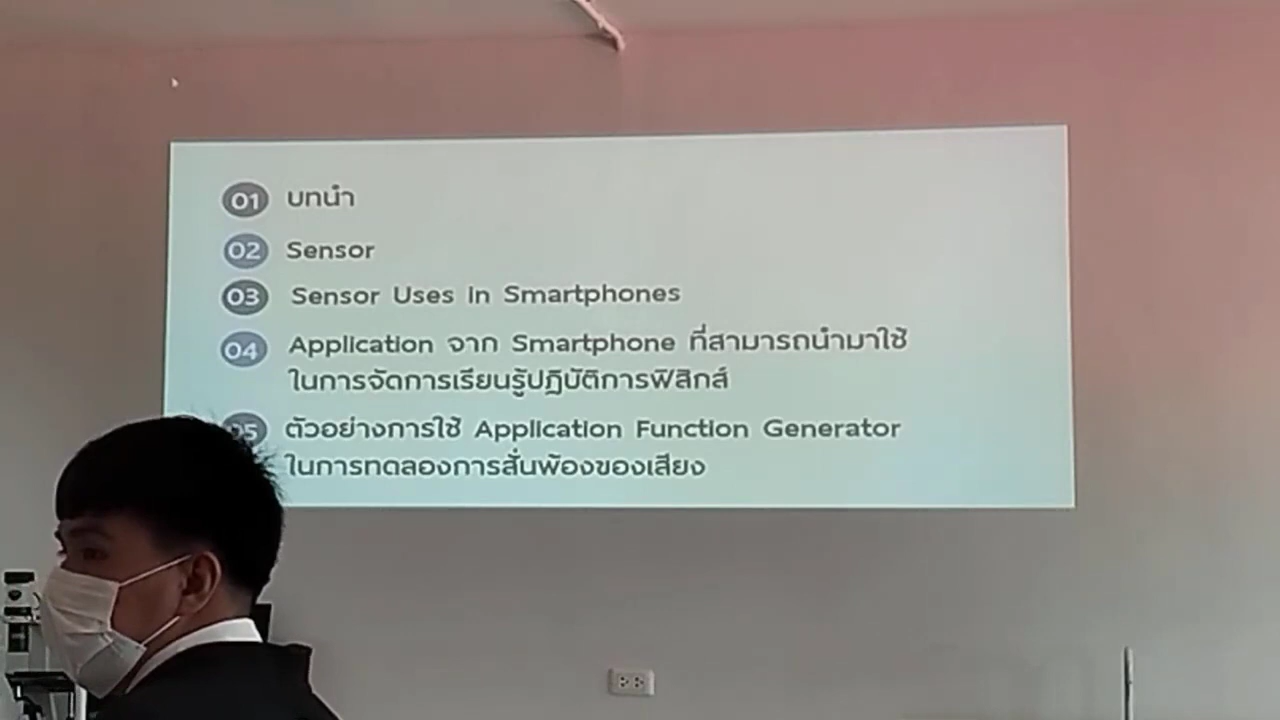 01 บทนำ
02 Sensor
03 Sensor Uses in Smartphones
04 Application จาก Smartphone ที่สามารถนำมาใช้
ในการจัดการเรียนรู้ปฏิบัติการฟิสิกส์
05 ตัวอย่างการใช้ Application Function Generator
ในการทดลองการสั่นพ้องของเสียง